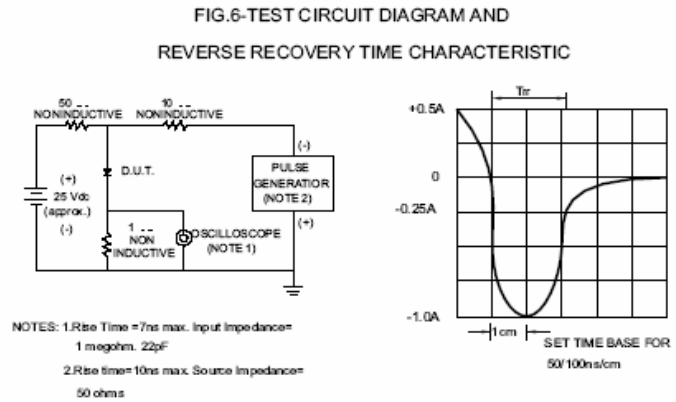 FIG.6-TEST CIRCUIT DIAGRAM AND
REVERSE RECOVERY TIME CHARACTERISTIC
50 --
NONINDUCTIVE
10 --
NONINDUCTIVE
(+)
25 Vdc
(approx.)
(-)
D.U.T.
1 --
NON
INDUCTIVE
OSCILLOSCOPE
(NOTE 1)
(-)
PULSE
GENERATIOR
(NOTE 2)
(+)
Trr
+0.5A
0
-0.25A
-1.0A
1cm
SET TIME BASE FOR
50/100ns/cm
NOTES: 1.Rise Time =7ns max. Input Impedance=
1 megohm. 22pF
2.Rise time=10ns max. Source Impedance=
50 ohms